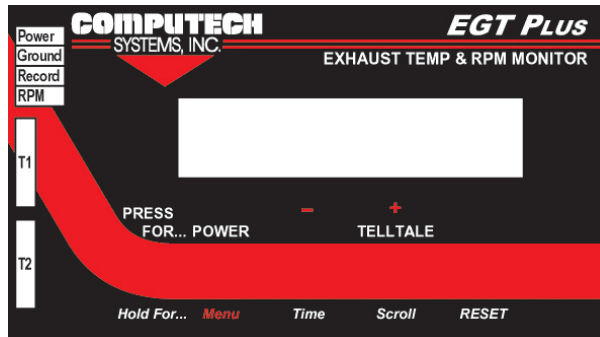 Power
Ground
Record
RPM
COMPUTECH
SYSTEMS, INC.
EGT PLUS
EXHAUST TEMP & RPM MONITOR
T1
T2
- +
PRESS
FOR... POWER TELLTALE
Hold For... Menu Time Scroll RESET